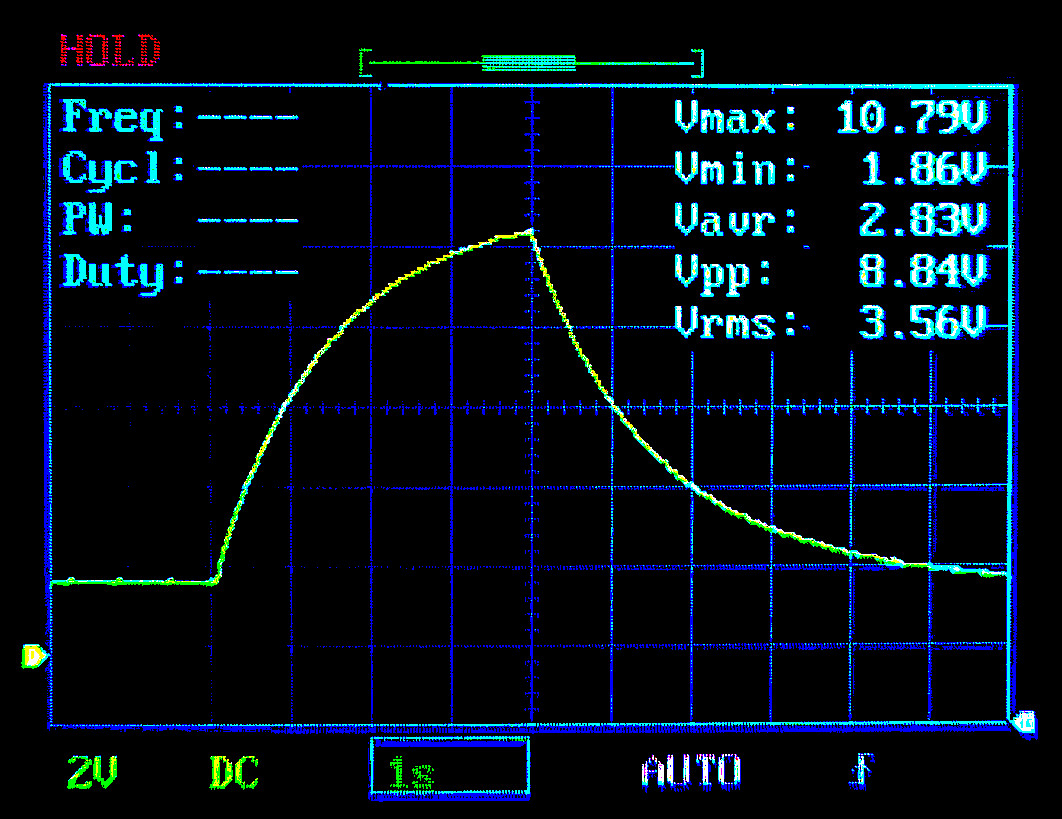 HOLD
Freq: ---- Vmax: 10.79V
Cycl: ---- Vmin: 1.86V
PW: ---- Vavr: 2.83V
Duty: ---- Vpp: 8.84V
Vrms: 3.56V
D
2V DC 1s AUTO f